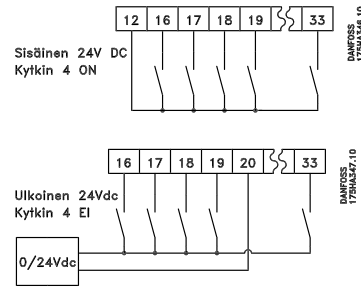 12 16 17 18 19 33
Sisäinen 24V DC
Kytkin 4 ON
DANFOSS
175HA346.10
16 17 18 19 20 33
Ulkoinen 24Vdc
Kytkin 4 EI
0/24Vdc
DANFOSS
175HA347.10